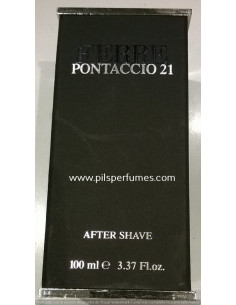 FERRE
PONTACCIO 21
www.pilsperfumes.com
AFTER SHAVE
100 ml ℮ 3.37 Fl.oz.